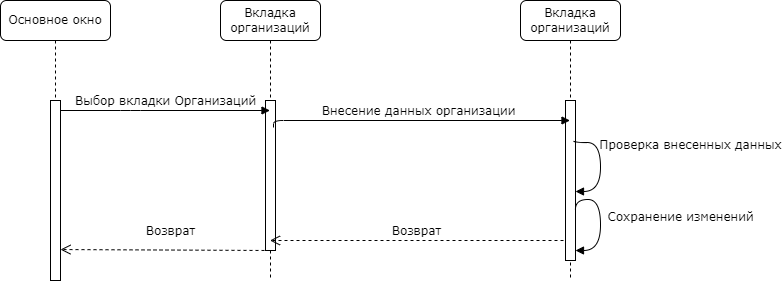 Основное окно
Вкладка
организаций
Вкладка
организаций
Выбор вкладки Организаций
Внесение данных организации
Проверка внесенных данных
Сохранение изменений
Возврат
Возврат